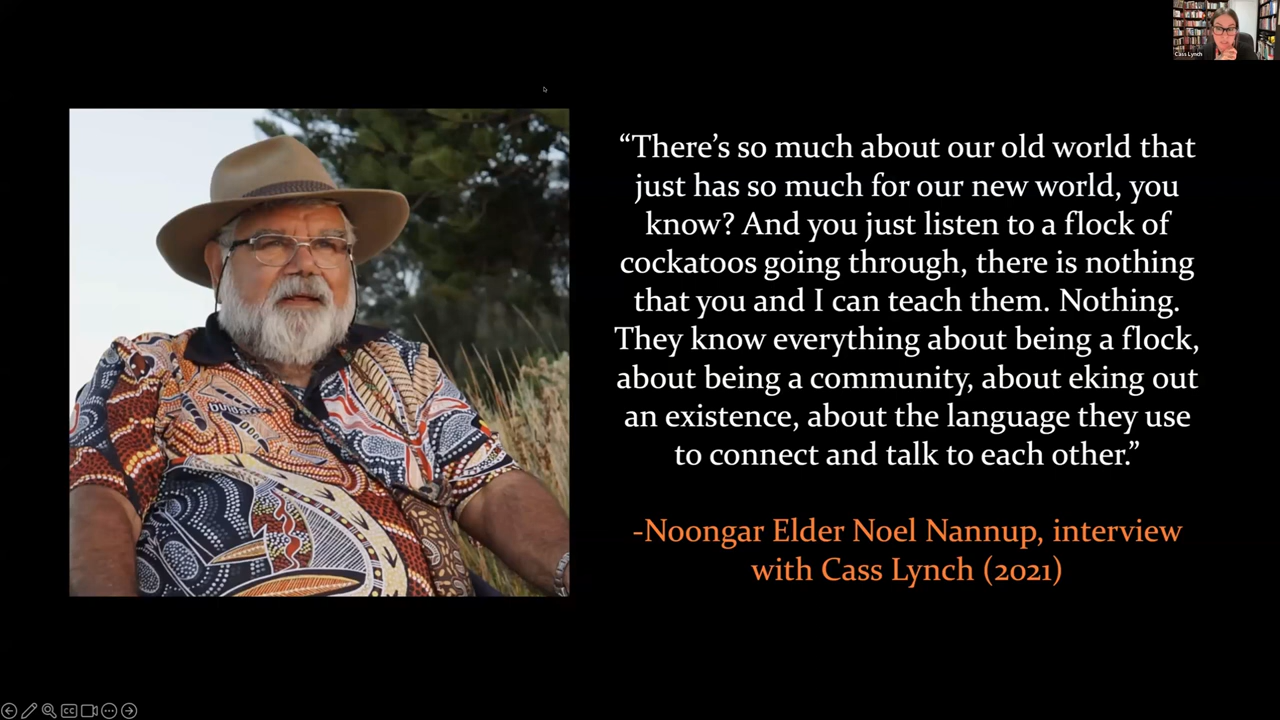 Cass Lynch
“There’s so much about our old world that
just has so much for our new world, you
know? And you just listen to a flock of
cockatoos going through, there is nothing
that you and I can teach them. Nothing.
They know everything about being a flock,
about being a community, about eking out
an existence, about the language they use
to connect and talk to each other.”
-Noongar Elder Noel Nannup, interview
with Cass Lynch (2021)
CC